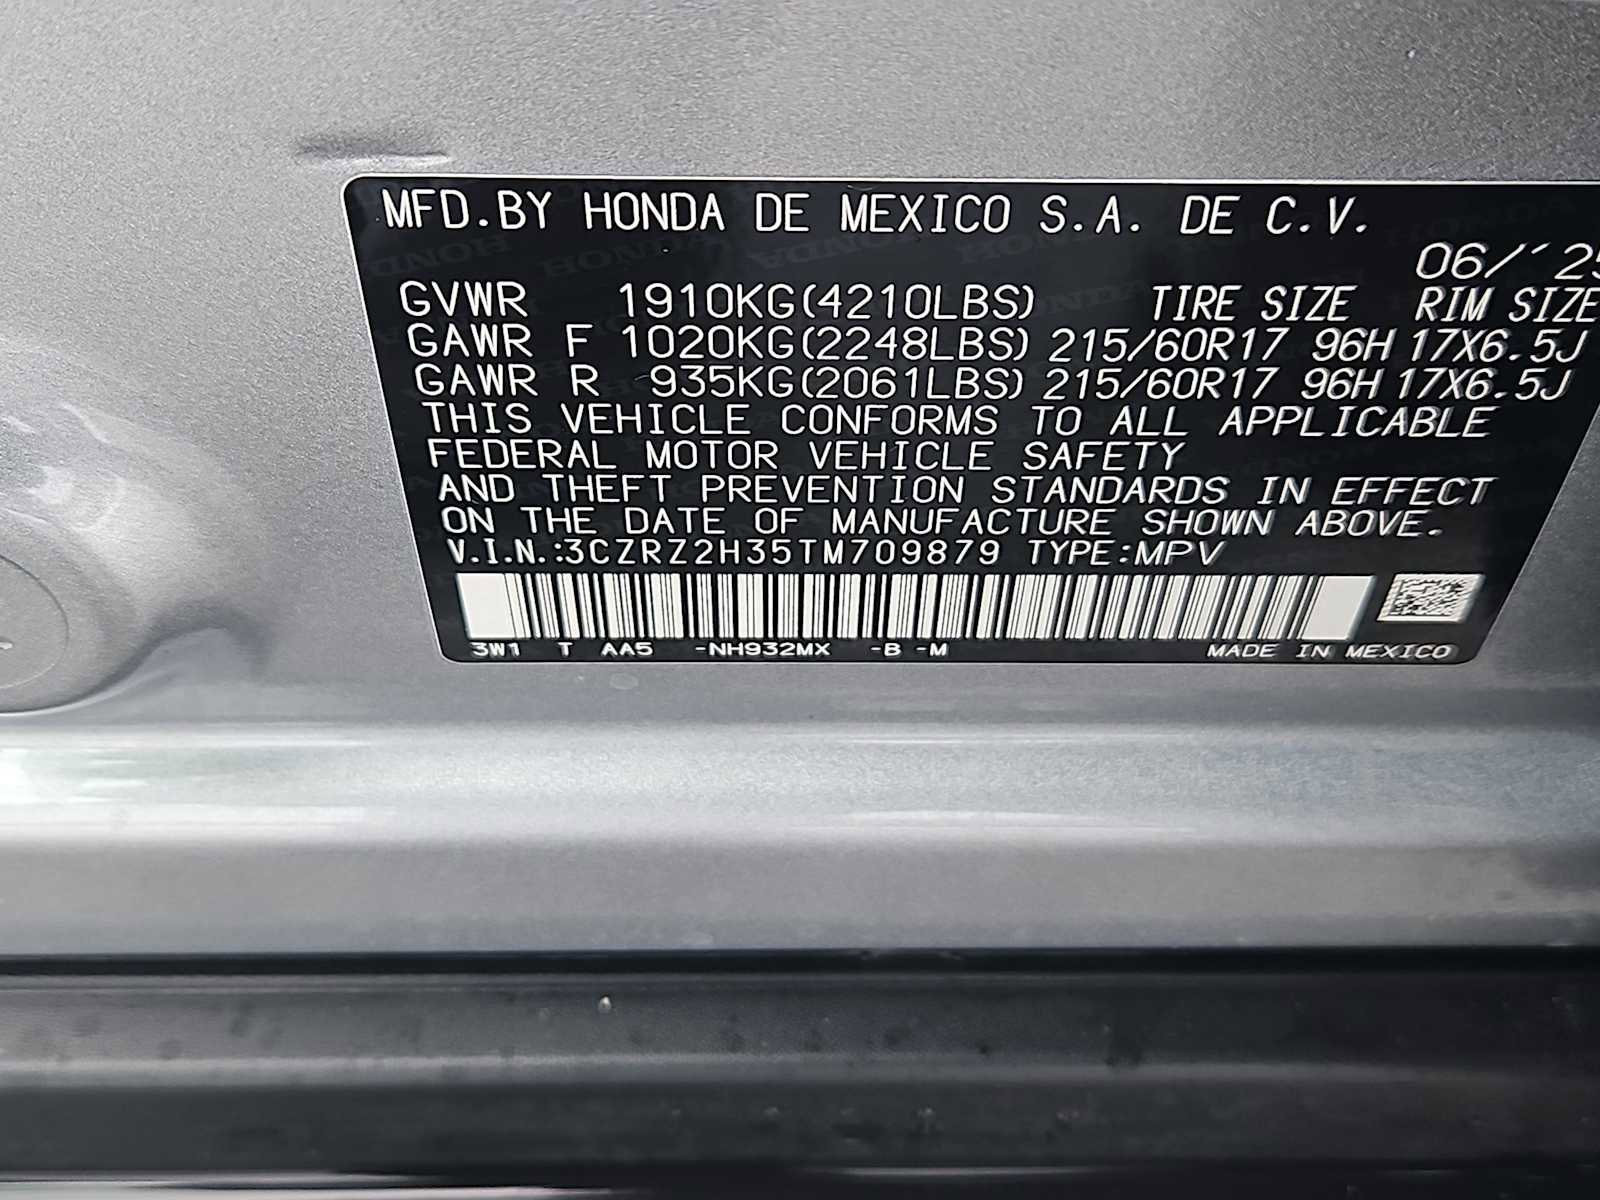 MFD.BY HONDA DE MEXICO S.A. DE C.V.
06/'25
GVWR 1910KG(4210LBS) TIRE SIZE RIM SIZE
GAWR F 1020KG(2248LBS) 215/60R17 96H 17X6.5J
GAWR R 935KG(2061LBS) 215/60R17 96H 17X6.5J
THIS VEHICLE CONFORMS TO ALL APPLICABLE
FEDERAL MOTOR VEHICLE SAFETY
AND THEFT PREVENTION STANDARDS IN EFFECT
ON THE DATE OF MANUFACTURE SHOWN ABOVE.
V.I.N.:3CZRZ2H35TM709879 TYPE:MPV
3W1 T AA5 -NH932MX -B -M MADE IN MEXICO